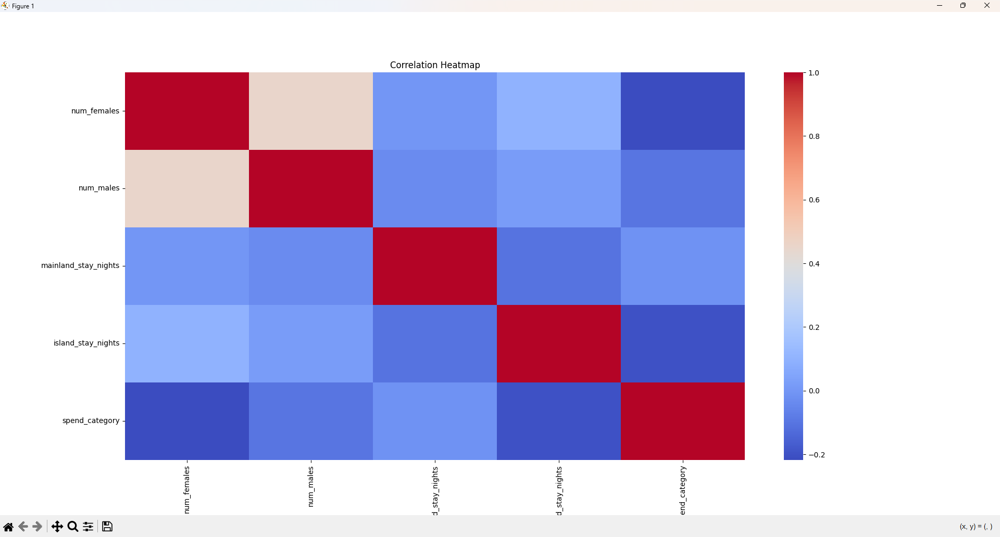 Figure 1
Correlation Heatmap
num_females
num_males
mainland_stay_nights
island_stay_nights
spend_category
num_females
num_males
d_stay_nights
d_stay_nights
end_category
1.0
0.8
0.6
0.4
0.2
0.0
−0.2
(x, y) = (, )